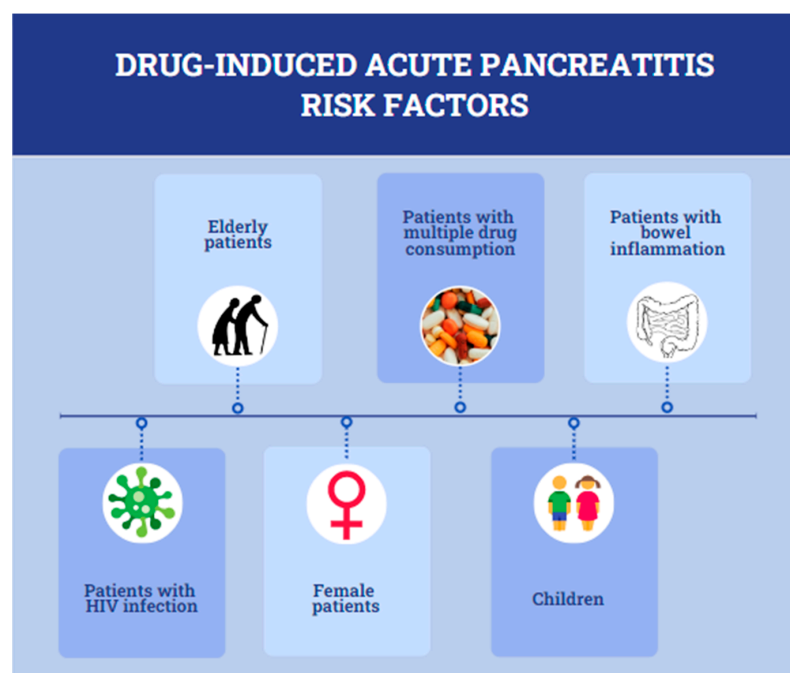 DRUG-INDUCED ACUTE PANCREATITIS
RISK FACTORS
Elderly
patients
Patients with
multiple drug
consumption
Patients with
bowel
inflammation
Patients with
HIV infection
Female
patients
Children